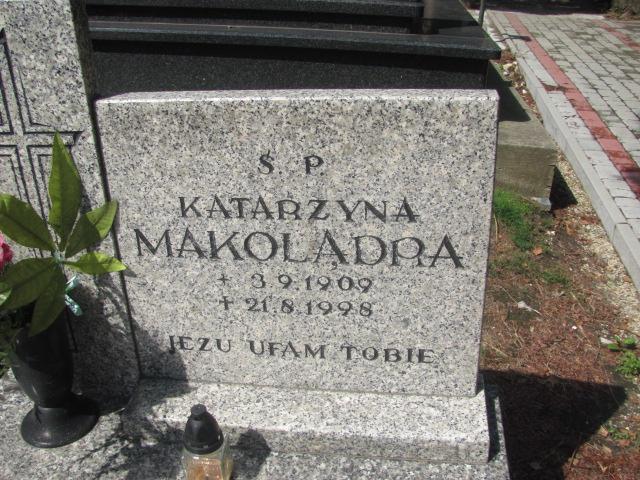 Ś. P.
KATARZYNA
MAKOLĄDRA
+ 3.9.1909
† 21.8.1998
JEZU UFAM TOBIE